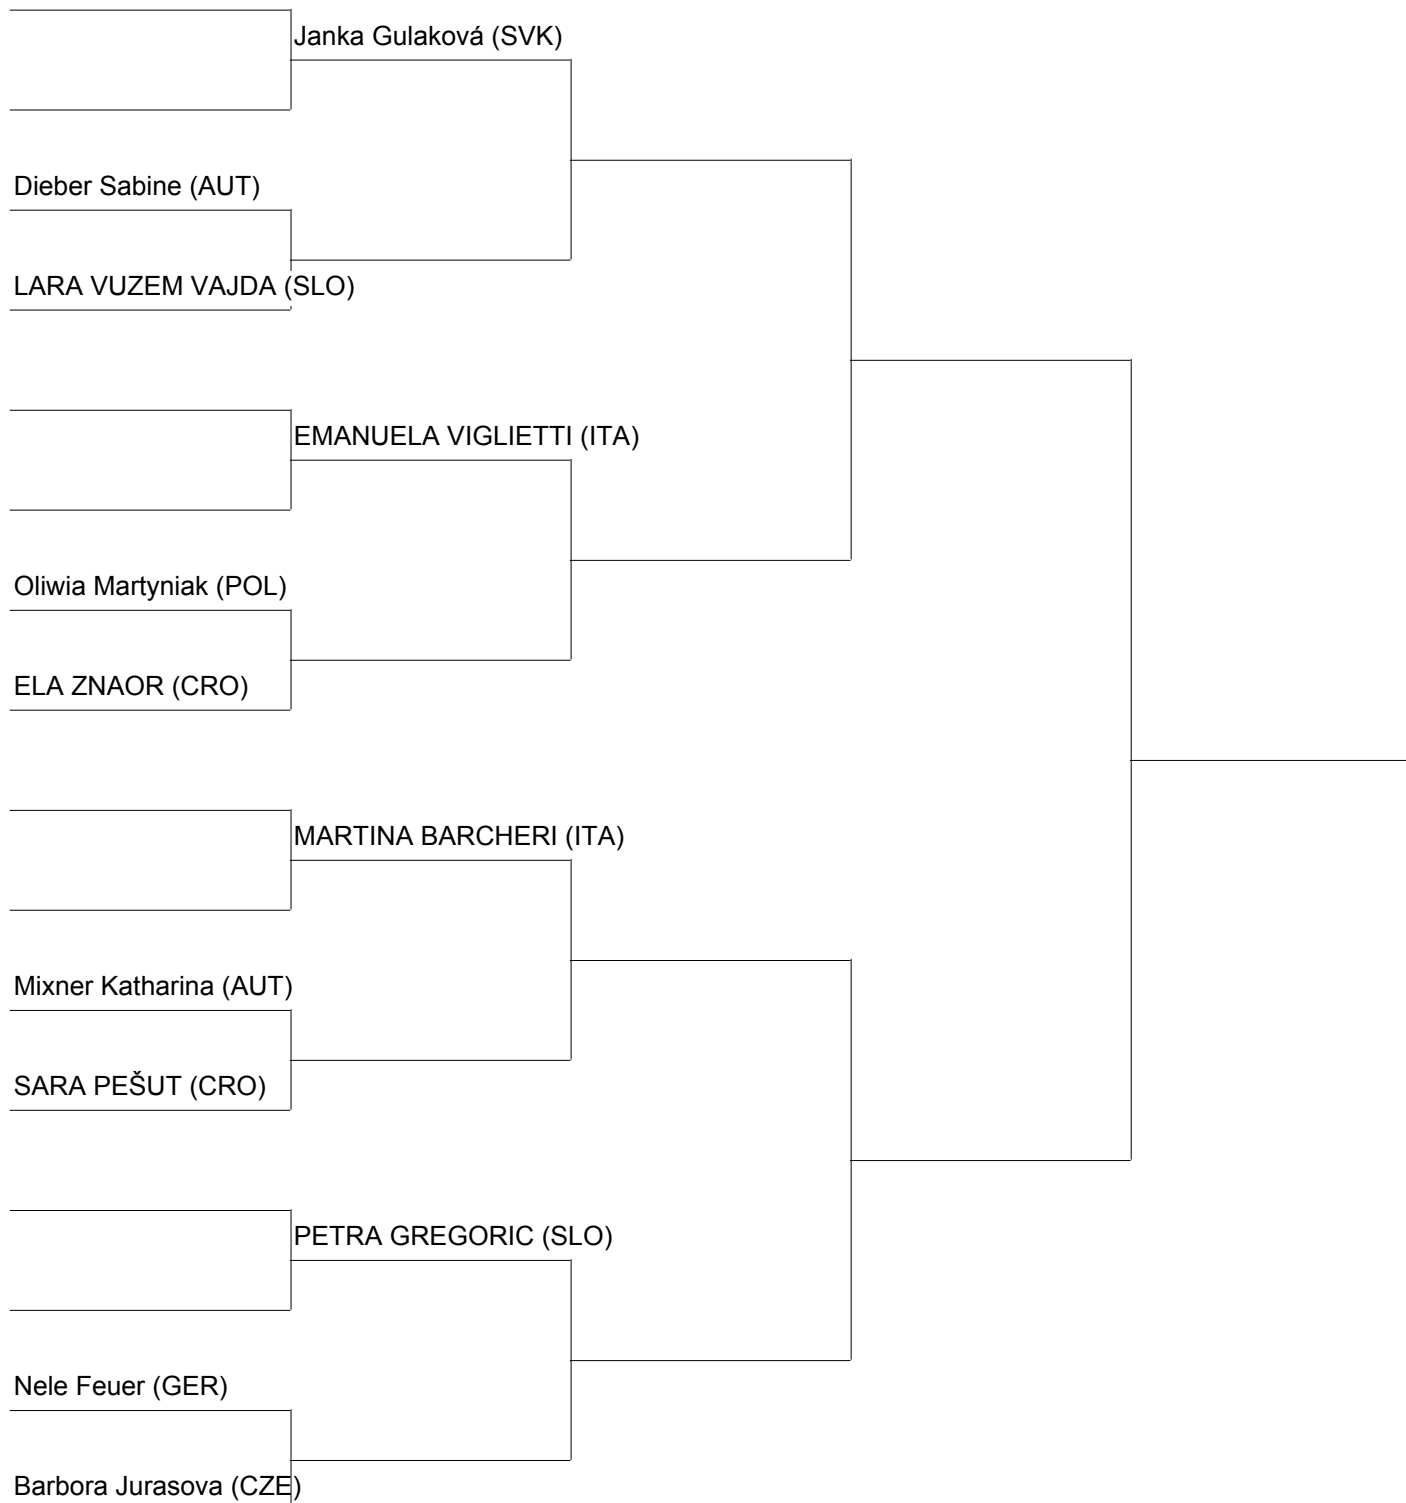 Janka Gulaková (SVK)
Dieber Sabine (AUT)
LARA VUZEM VAJDA (SLO)
EMANUELA VIGLIETTI (ITA)
Oliwia Martyniak (POL)
ELA ZNAOR (CRO)
MARTINA BARCHERI (ITA)
Mixner Katharina (AUT)
SARA PEŠUT (CRO)
PETRA GREGORIC (SLO)
Nele Feuer (GER)
Barbora Jurasova (CZE)